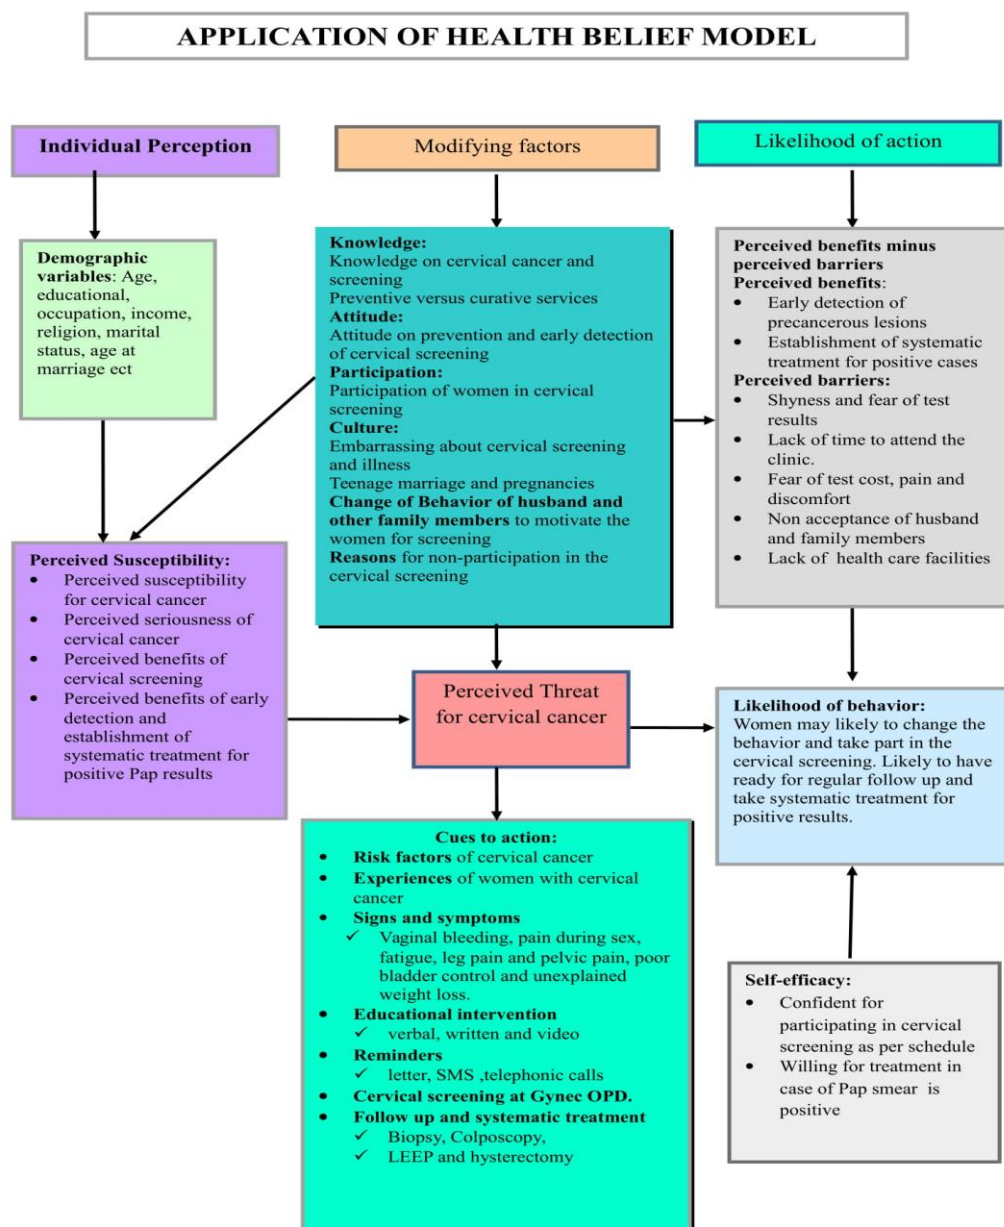 APPLICATION OF HEALTH BELIEF MODEL
Individual Perception
Modifying factors
Likelihood of action
Demographic
variables: Age,
educational,
occupation, income,
religion, marital
status, age at
marriage ect
Knowledge:
Knowledge on cervical cancer and
screening
Preventive versus curative services
Attitude:
Attitude on prevention and early detection
of cervical screening
Participation:
Participation of women in cervical
screening
Culture:
Embarrassing about cervical screening
and illness
Teenage marriage and pregnancies
Change of Behavior of husband and
other family members to motivate the
women for screening
Reasons for non-participation in the
cervical screening
Perceived benefits minus
perceived barriers
Perceived benefits:
• Early detection of
precancerous lesions
• Establishment of systematic
treatment for positive cases
Perceived barriers:
• Shyness and fear of test
results
• Lack of time to attend the
clinic.
• Fear of test cost, pain and
discomfort
• Non acceptance of husband
and family members
• Lack of health care facilities
Perceived Susceptibility:
• Perceived susceptibility
for cervical cancer
• Perceived seriousness of
cervical cancer
• Perceived benefits of
cervical screening
• Perceived benefits of early
detection and
establishment of
systematic treatment for
positive Pap results
Perceived Threat
for cervical cancer
Likelihood of behavior:
Women may likely to change the
behavior and take part in the
cervical screening. Likely to have
ready for regular follow up and
take systematic treatment for
positive results.
Cues to action:
• Risk factors of cervical cancer
• Experiences of women with cervical
cancer
• Signs and symptoms
✓ Vaginal bleeding, pain during sex,
fatigue, leg pain and pelvic pain, poor
bladder control and unexplained
weight loss.
• Educational intervention
✓ verbal, written and video
• Reminders
✓ letter, SMS ,telephonic calls
• Cervical screening at Gynec OPD.
• Follow up and systematic treatment
✓ Biopsy, Colposcopy,
✓ LEEP and hysterectomy
Self-efficacy:
• Confident for
participating in cervical
screening as per schedule
• Willing for treatment in
case of Pap smear is
positive